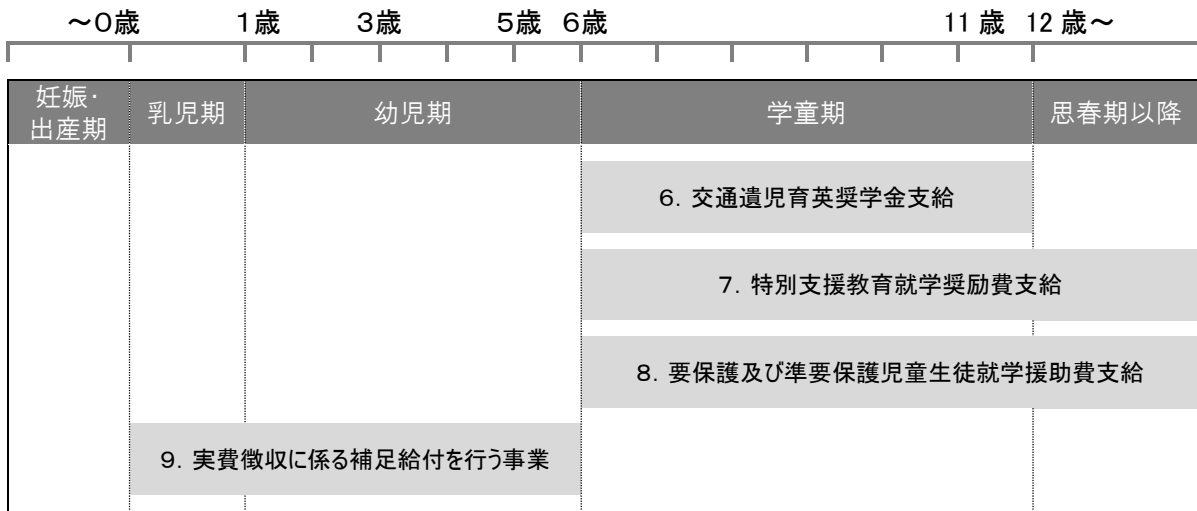 ～０歳 １歳 ３歳 ５歳 ６歳 11 歳 12 歳～
妊娠・
出産期
乳児期
幼児期
学童期
思春期以降
６．交通遺児育英奨学金支給
７．特別支援教育就学奨励費支給
８．要保護及び準要保護児童生徒就学援助費支給
９．実費徴収に係る補足給付を行う事業